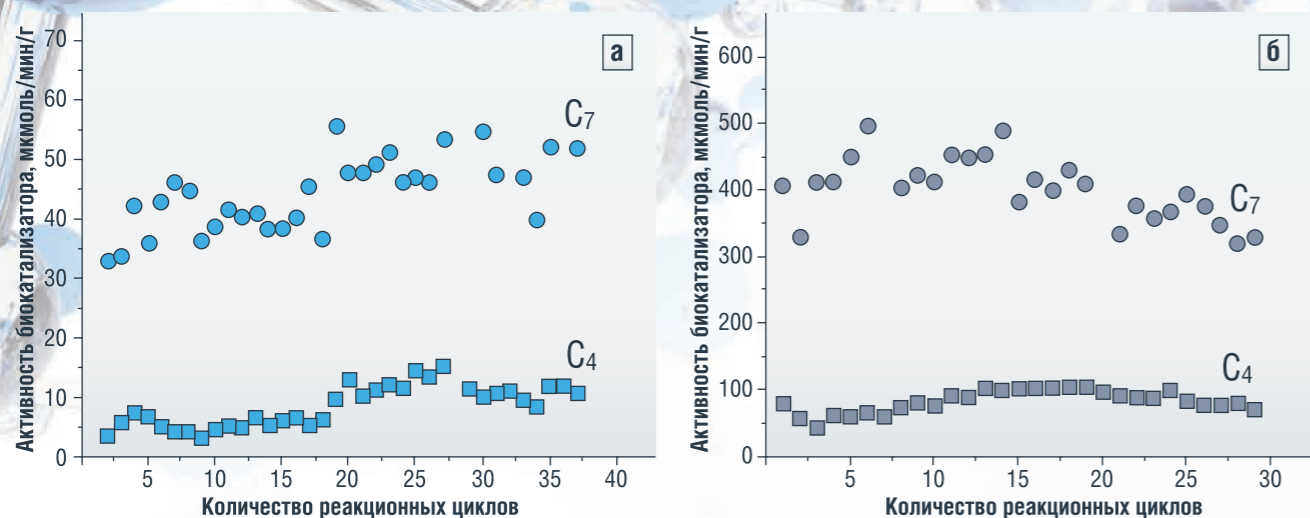 Активность биокатализатора, мкмоль/мин/г
70
60
50
40
30
20
10
0
5
10
15
20
25
30
35
40
Количество реакционных циклов
а
C7
C4
Активность биокатализатора, мкмоль/мин/г
600
500
400
300
200
100
0
5
10
15
20
25
30
Количество реакционных циклов
б
C7
C4